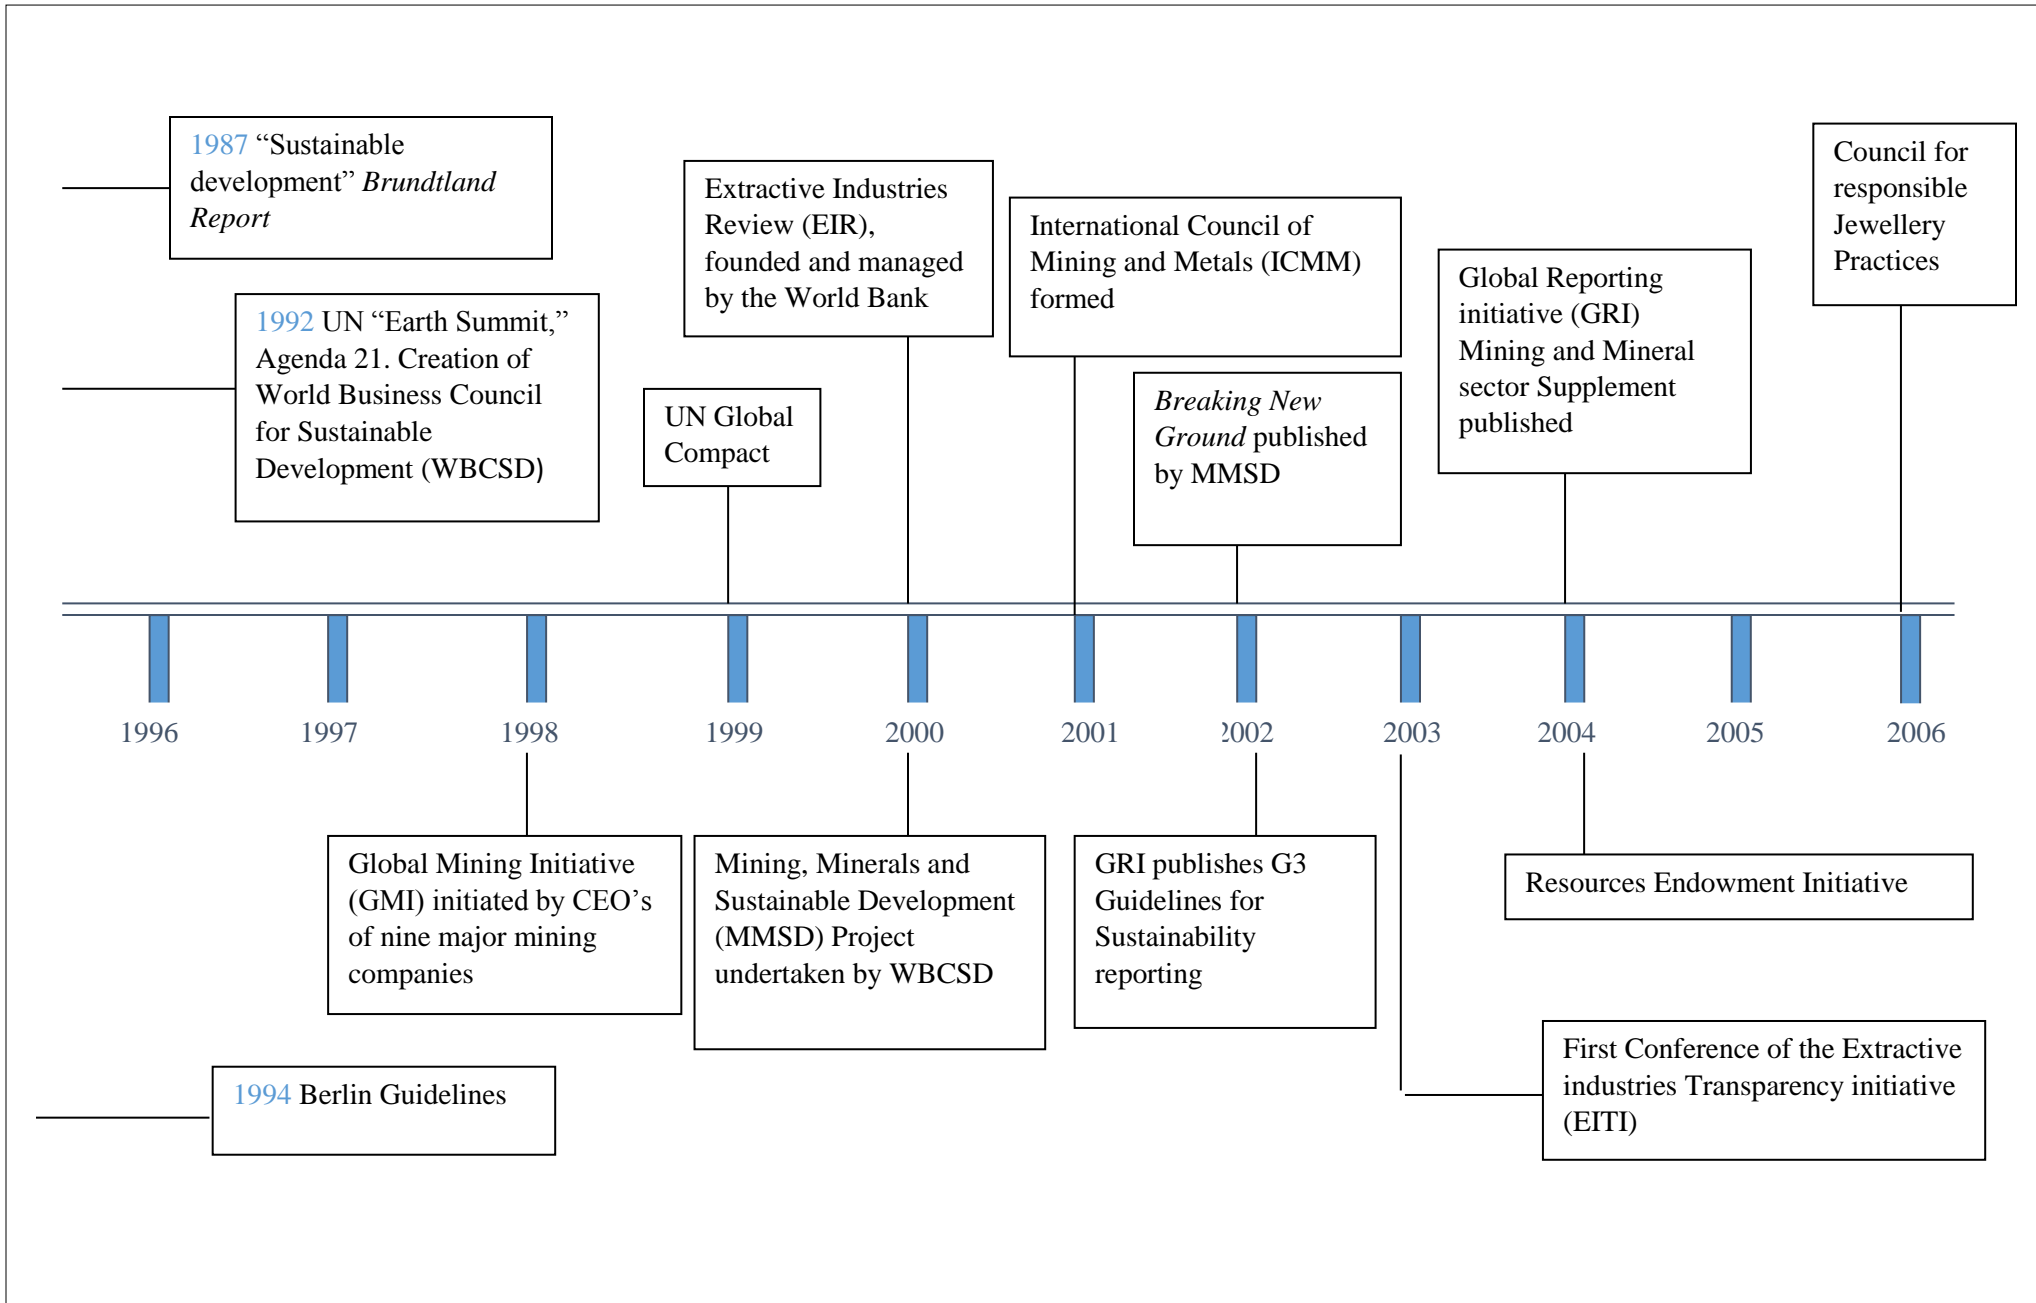 1987 “Sustainable
development” Brundtland
Report
1992 UN “Earth Summit,”
Agenda 21. Creation of
World Business Council
for Sustainable
Development (WBCSD)
UN Global
Compact
Extractive Industries
Review (EIR),
founded and managed
by the World Bank
International Council of
Mining and Metals (ICMM)
formed
Breaking New
Ground published
by MMSD
Global Reporting
initiative (GRI)
Mining and Mineral
sector Supplement
published
Council for
responsible
Jewellery
Practices
1996 1997 1998 1999 2000 2001 2002 2003 2004 2005 2006
Global Mining Initiative
(GMI) initiated by CEO’s
of nine major mining
companies
Mining, Minerals and
Sustainable Development
(MMSD) Project
undertaken by WBCSD
GRI publishes G3
Guidelines for
Sustainability
reporting
Resources Endowment Initiative
First Conference of the Extractive
industries Transparency initiative
(EITI)
1994 Berlin Guidelines